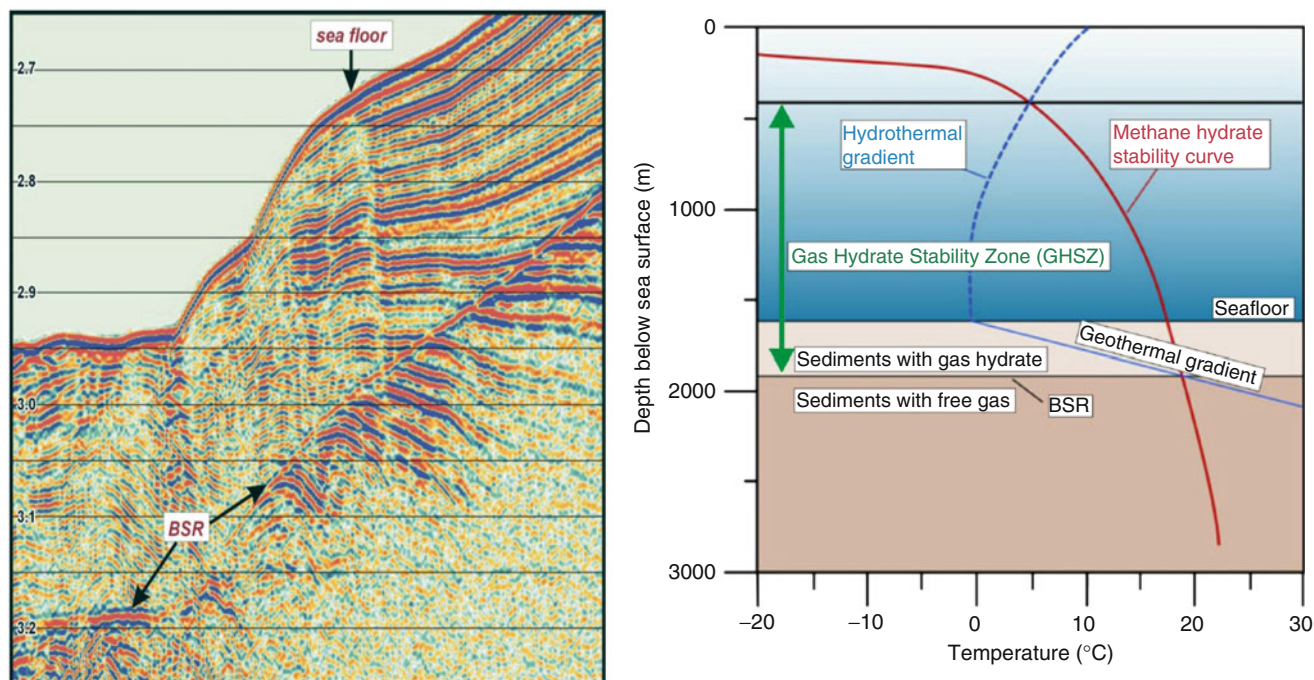 sea floor
2.7
2.8
2.9
3.0
3.1
3.2
BSR
Depth below sea surface (m)
0
1000
2000
3000
Hydrothermal
gradient
Methane hydrate
stability curve
Gas Hydrate Stability Zone (GHSZ)
Seafloor
Geothermal gradient
Sediments with gas hydrate
Sediments with free gas
BSR
–20
–10
0
10
20
30
Temperature (°C)